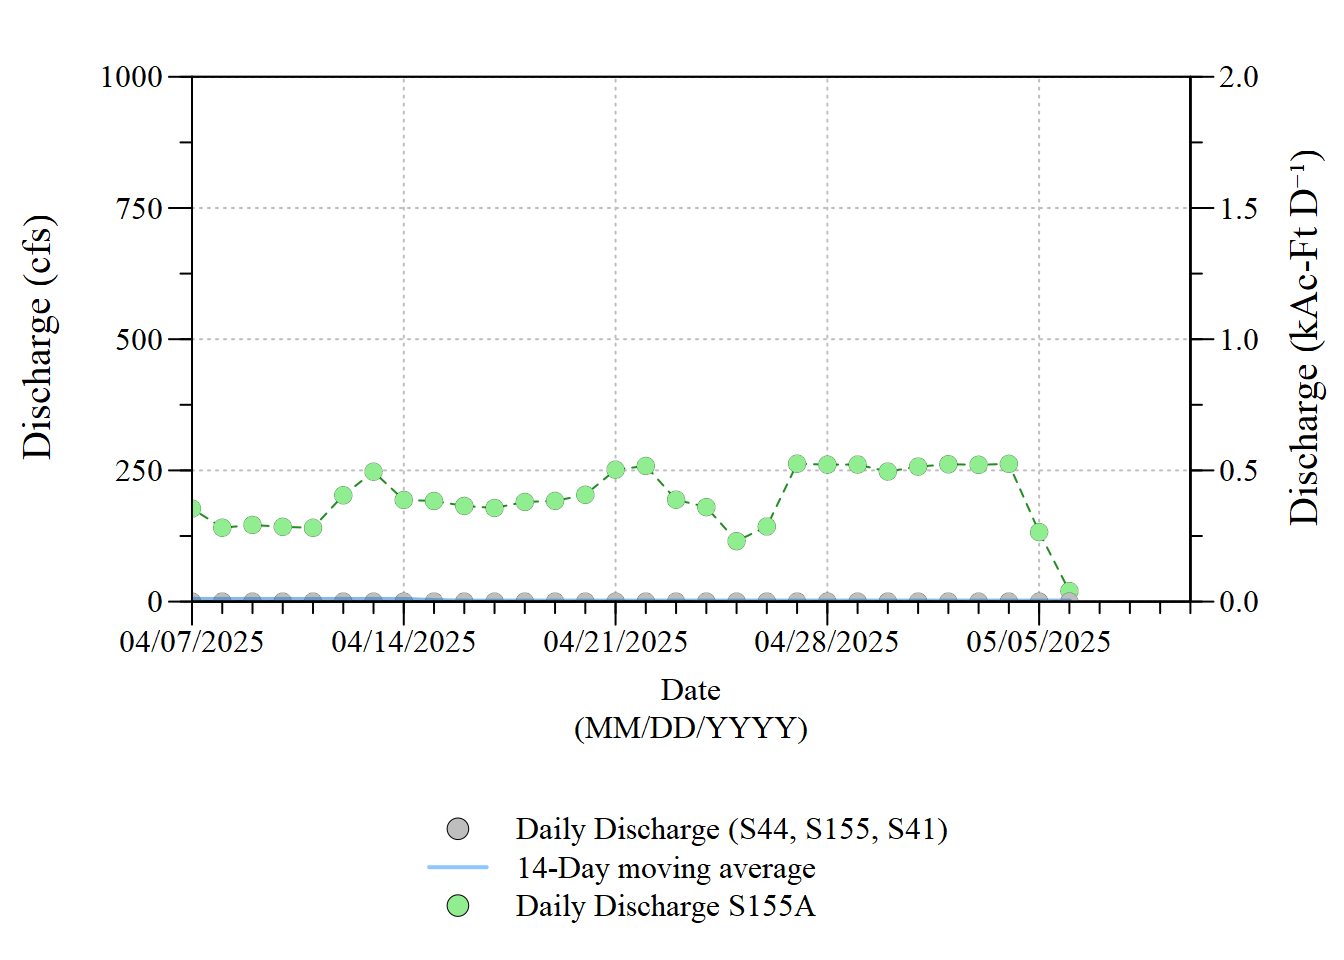 1000
750
500
250
0
Discharge (cfs)
2.0
1.5
1.0
0.5
0.0
Discharge (kAc-Ft D⁻¹)
04/07/2025 04/14/2025 04/21/2025 04/28/2025 05/05/2025
Date
(MM/DD/YYYY)
Daily Discharge (S44, S155, S41)
14-Day moving average
Daily Discharge S155A